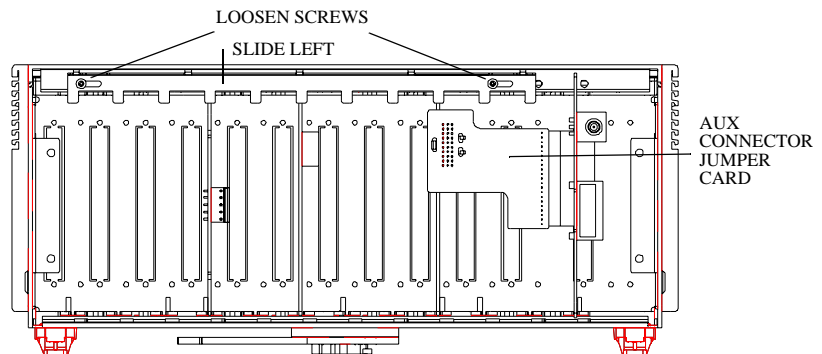 LOOSEN SCREWS
SLIDE LEFT
AUX
CONNECTOR
JUMPER
CARD